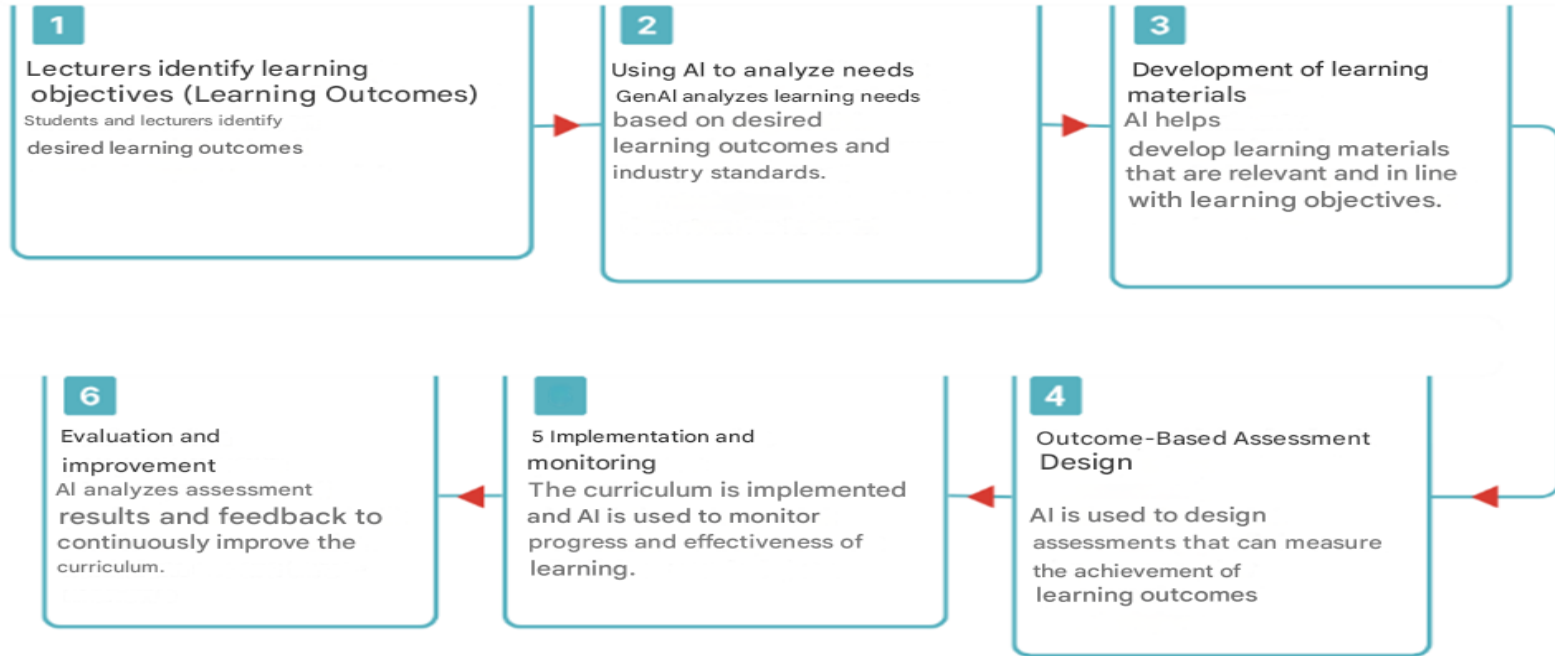 1
Lecturers identify learning
objectives (Learning Outcomes)
Students and lecturers identify
desired learning outcomes
2
Using AI to analyze needs
GenAI analyzes learning needs
based on desired
learning outcomes and
industry standards.
3
Development of learning
materials
AI helps
develop learning materials
that are relevant and in line
with learning objectives.
4
Outcome-Based Assessment
Design
AI is used to design
assessments that can measure
the achievement of
learning outcomes
5 Implementation and
monitoring
The curriculum is implemented
and AI is used to monitor
progress and effectiveness of
learning.
6
Evaluation and
improvement
AI analyzes assessment
results and feedback to
continuously improve the
curriculum.